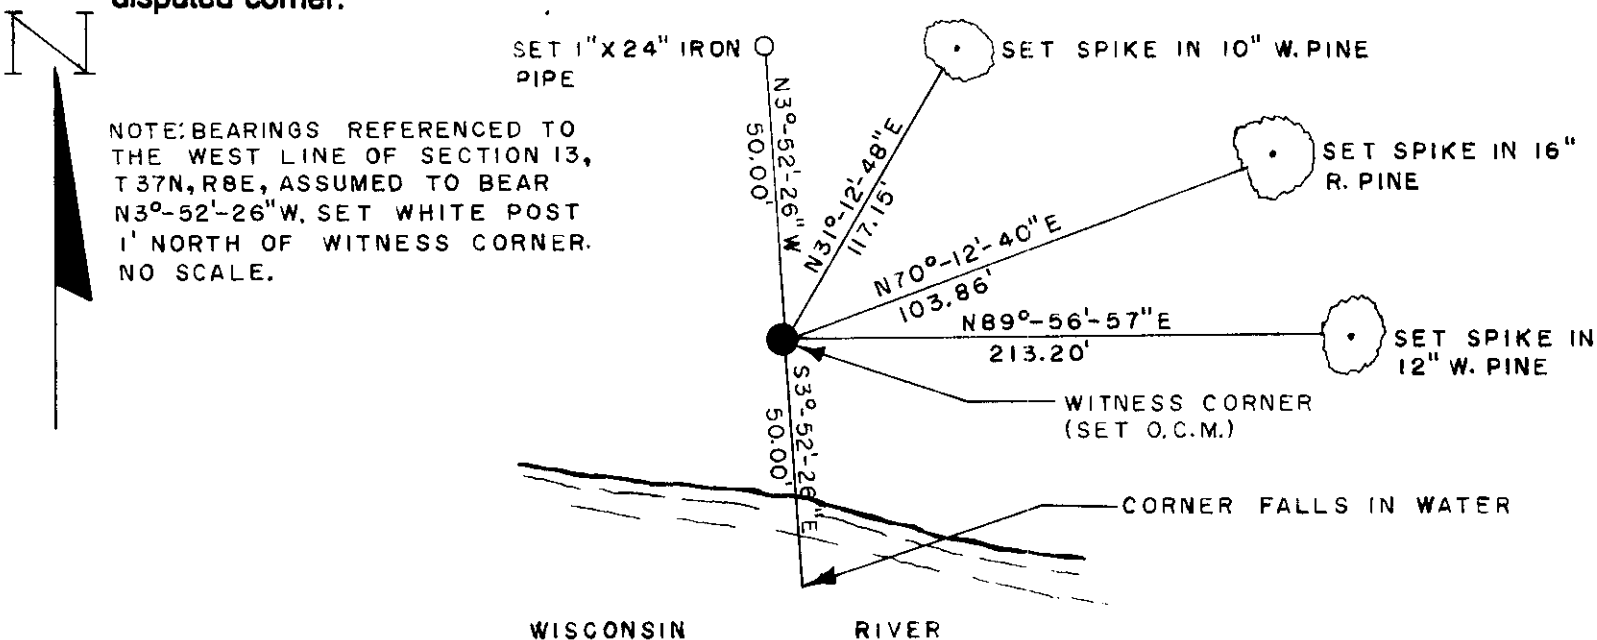 disputed corner.
N
SET 1"X24" IRON
PIPE
SET SPIKE IN 10" W. PINE
NOTE: BEARINGS REFERENCED TO
THE WEST LINE OF SECTION 13,
T37N, R8E, ASSUMED TO BEAR
N3°-52'-26"W. SET WHITE POST
1' NORTH OF WITNESS CORNER.
NO SCALE.
N3°-52'-26"W
50.00'
N31°-12'-48"E
117.15'
SET SPIKE IN 16"
R. PINE
N70°-12'-40"E
103.86'
N89°-56'-57"E
213.20'
SET SPIKE IN
12" W. PINE
WITNESS CORNER
(SET O.C.M.)
S3°-52'-26"E
50.00'
CORNER FALLS IN WATER
WISCONSIN RIVER